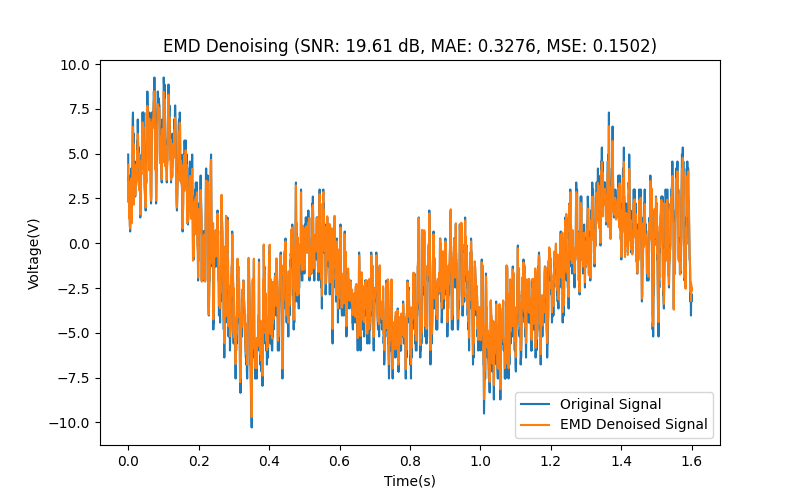 EMD Denoising (SNR: 19.61 dB, MAE: 0.3276, MSE: 0.1502)
10.0
7.5
5.0
2.5
0.0
−2.5
−5.0
−7.5
−10.0
Voltage(V)
Original Signal
EMD Denoised Signal
0.0 0.2 0.4 0.6 0.8 1.0 1.2 1.4 1.6
Time(s)